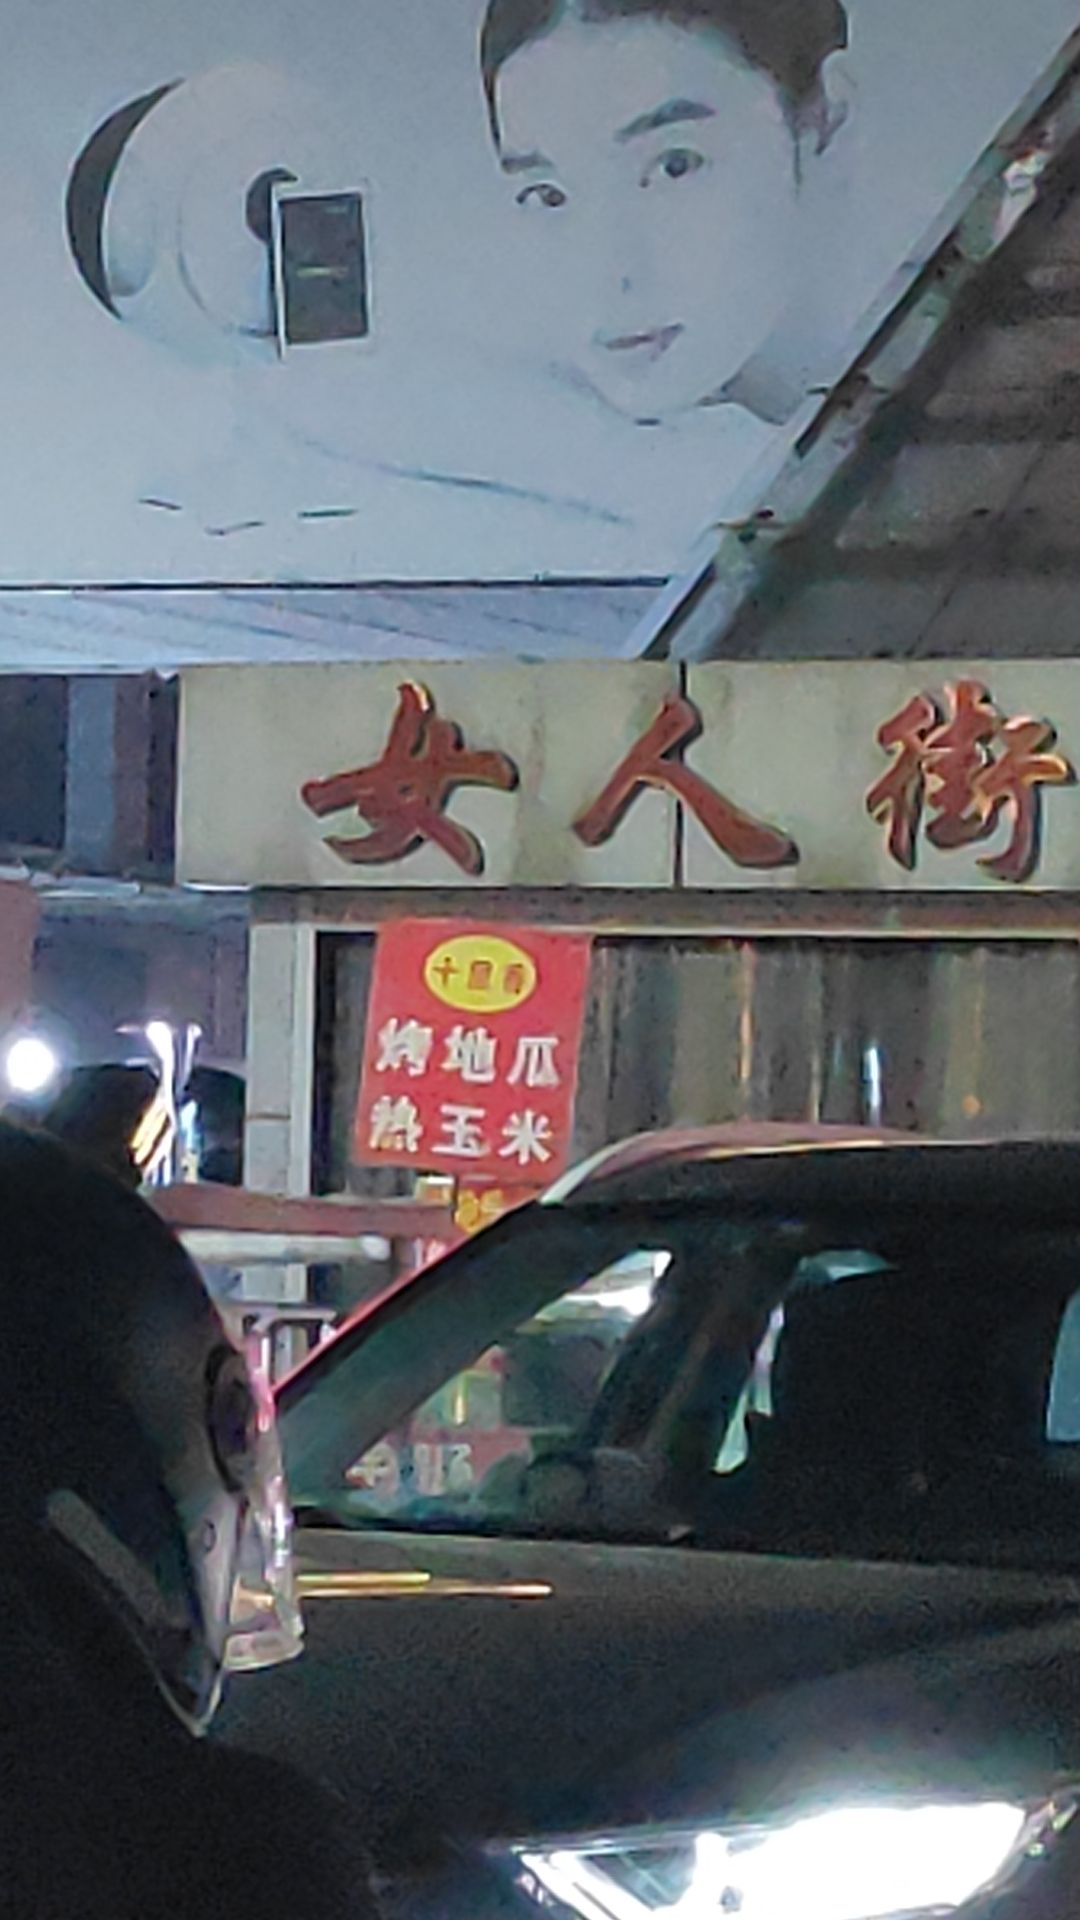 女人街
十里香
烤地瓜
热玉米